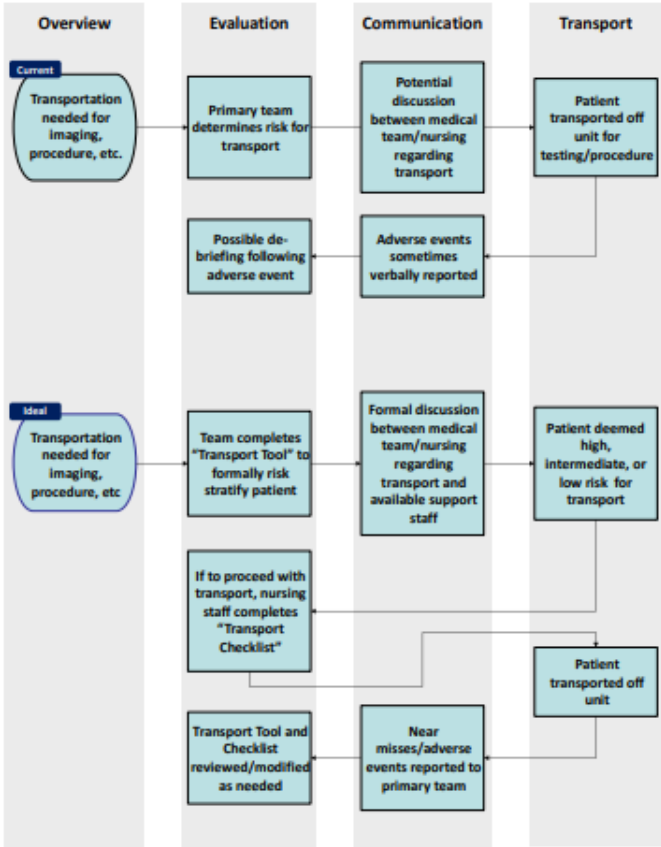 Overview
Evaluation
Communication
Transport
Current
Transportation
needed for
imaging,
procedure, etc.
Primary team
determines risk for
transport
Potential
discussion
between medical
team/nursing
regarding
transport
Patient
transported off
unit for
testing/procedure
Possible de-
briefing following
adverse event
Adverse events
sometimes
verbally reported
Ideal
Transportation
needed for
imaging,
procedure, etc
Team completes
“Transport Tool” to
formally risk
stratify patient
Formal discussion
between medical
team/nursing
regarding
transport and
available support
staff
Patient deemed
high,
intermediate, or
low risk for
transport
If to proceed with
transport, nursing
staff completes
“Transport
Checklist”
Patient
transported off
unit
Transport Tool and
Checklist
reviewed/modified
as needed
Near
misses/adverse
events reported to
primary team